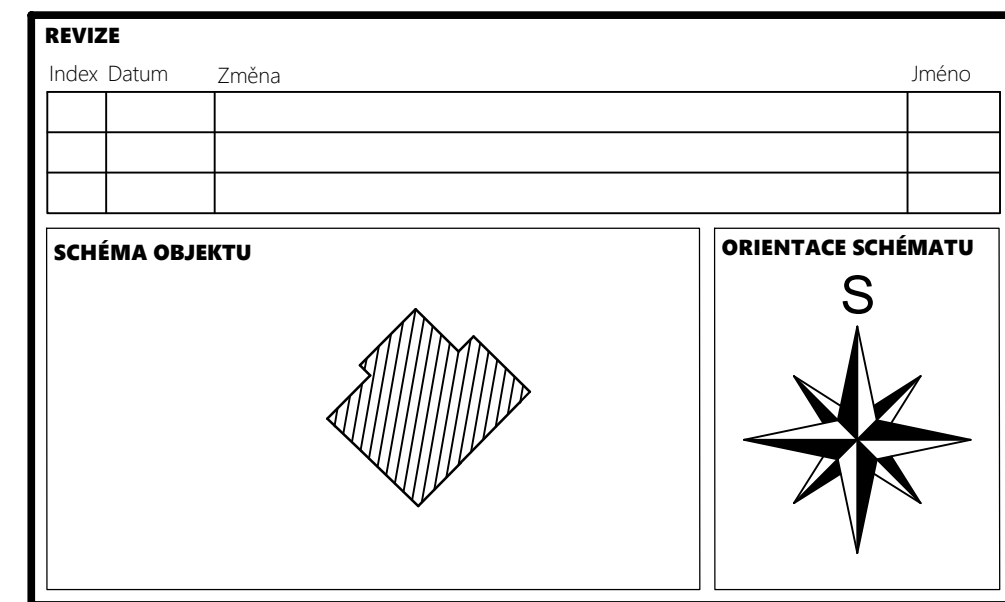 REVIZE
Index Datum Změna Jméno
SCHÉMA OBJEKTU
ORIENTACE SCHÉMATU
S